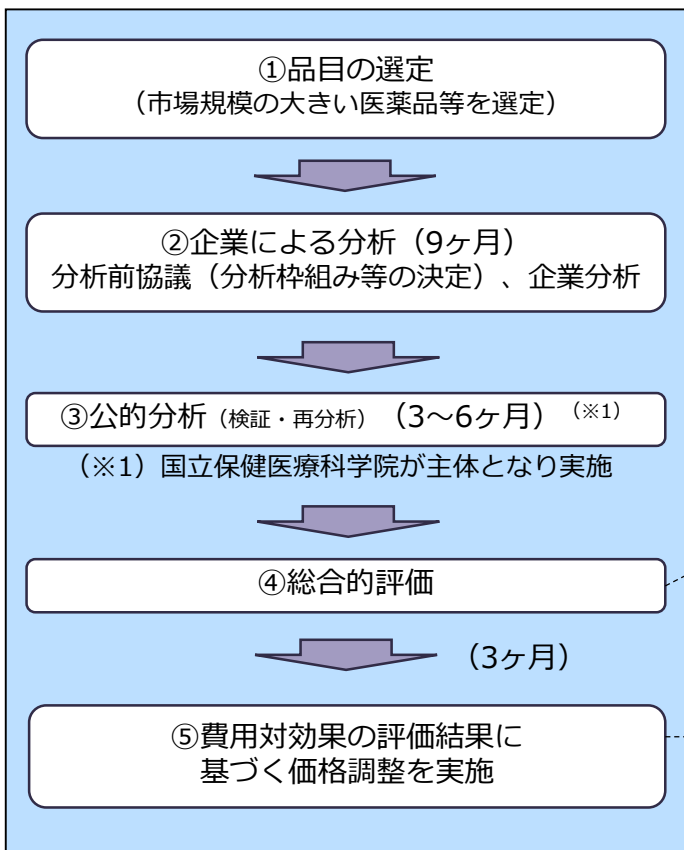 ①品目の選定
（市場規模の大きい医薬品等を選定）
②企業による分析（9ヶ月）
分析前協議（分析枠組み等の決定）、企業分析
③公的分析（検証・再分析）（3～6ヶ月）（※1）
（※1）国立保健医療科学院が主体となり実施
④総合的評価
（3ヶ月）
⑤費用対効果の評価結果に
基づく価格調整を実施